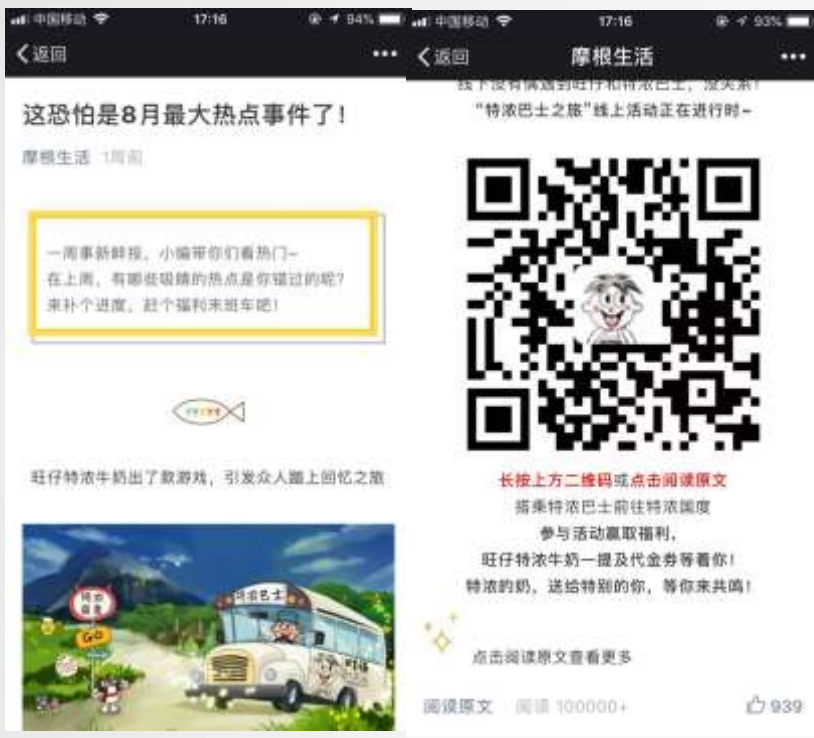 中国移动 17:16 94%
返回
这恐怕是8月最大热点事件了！
摩根生活 1周前
一周事新鲜报，小编带你们看热门~
在上周，有哪些吸睛的热点是你错过的呢?
来补个进度，赶个福利末班车吧！
旺仔特浓牛奶出了款游戏，引发众人踏上回忆之旅
特浓巴士
特浓
国度
GO
中国移动 17:16 93%
返回 摩根生活
线下没有偶遇到旺仔和特浓巴士，没关系！
“特浓巴士之旅”线上活动正在进行时~
长按上方二维码或点击阅读原文
搭乘特浓巴士前往特浓国度
参与活动赢取福利，
旺仔特浓牛奶一提及代金券等着你！
特浓的奶，送给特别的你，等你来共鸣！
点击阅读原文查看更多
阅读原文 阅读 100000+ 939